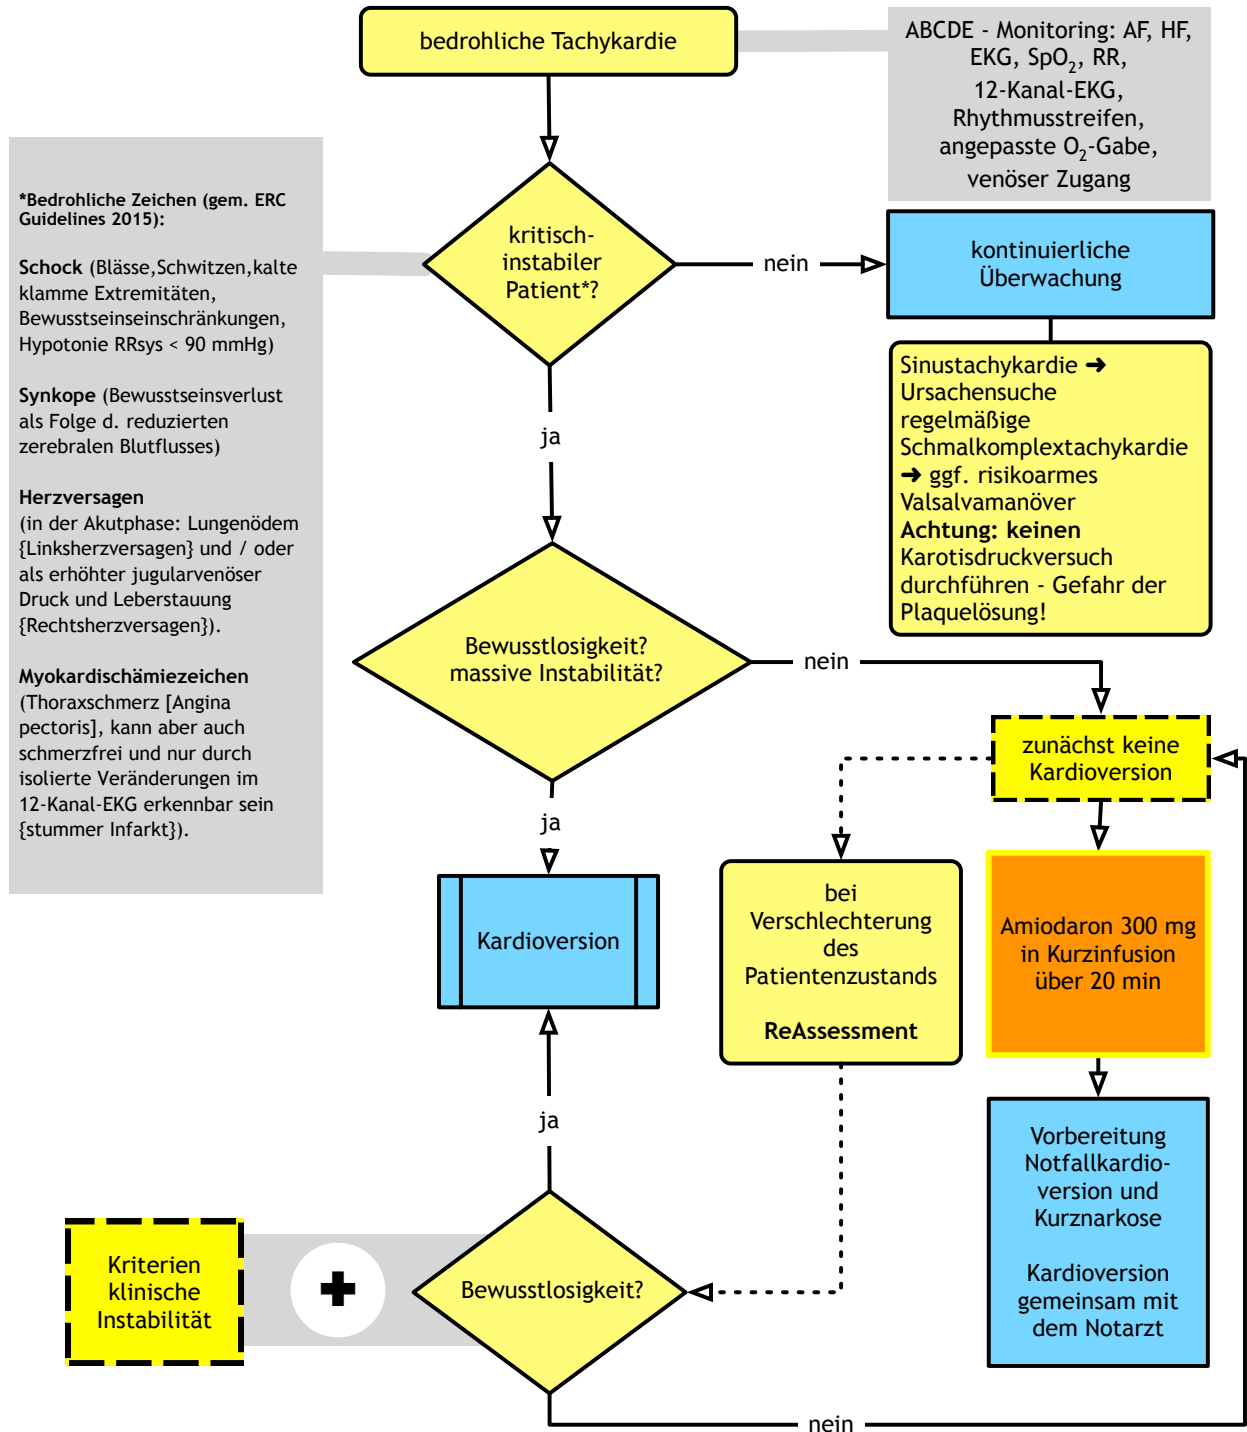 bedrohliche Tachykardie
ABCDE - Monitoring: AF, HF,
EKG, SpO₂, RR,
12-Kanal-EKG,
Rhythmusstreifen,
angepasste O₂-Gabe,
venöser Zugang
*Bedrohliche Zeichen (gem. ERC
Guidelines 2015):
Schock (Blässe,Schwitzen,kalte
klamme Extremitäten,
Bewusstseinseinschränkungen,
Hypotonie RRsys < 90 mmHg)
Synkope (Bewusstseinsverlust
als Folge d. reduzierten
zerebralen Blutflusses)
Herzversagen
(in der Akutphase: Lungenödem
{Linksherzversagen} und / oder
als erhöhter jugularvenöser
Druck und Leberstauung
{Rechtsherzversagen}).
Myokardischämiezeichen
(Thoraxschmerz [Angina
pectoris], kann aber auch
schmerzfrei und nur durch
isolierte Veränderungen im
12-Kanal-EKG erkennbar sein
{stummer Infarkt}).
kritisch-
instabiler
Patient*?
nein
kontinuierliche
Überwachung
Sinustachykardie ➜
Ursachensuche
regelmäßige
Schmalkomplextachykardie
➜ ggf. risikoarmes
Valsalvamanöver
Achtung: keinen
Karotisdruckversuch
durchführen - Gefahr der
Plaquelösung!
ja
Bewusstlosigkeit?
massive Instabilität?
nein
zunächst keine
Kardioversion
ja
Kardioversion
bei
Verschlechterung
des
Patientenzustands
ReAssessment
Amiodaron 300 mg
in Kurzinfusion
über 20 min
Vorbereitung
Notfallkardio-
version und
Kurznarkose
Kardioversion
gemeinsam mit
dem Notarzt
ja
Kriterien
klinische
Instabilität
Bewusstlosigkeit?
nein